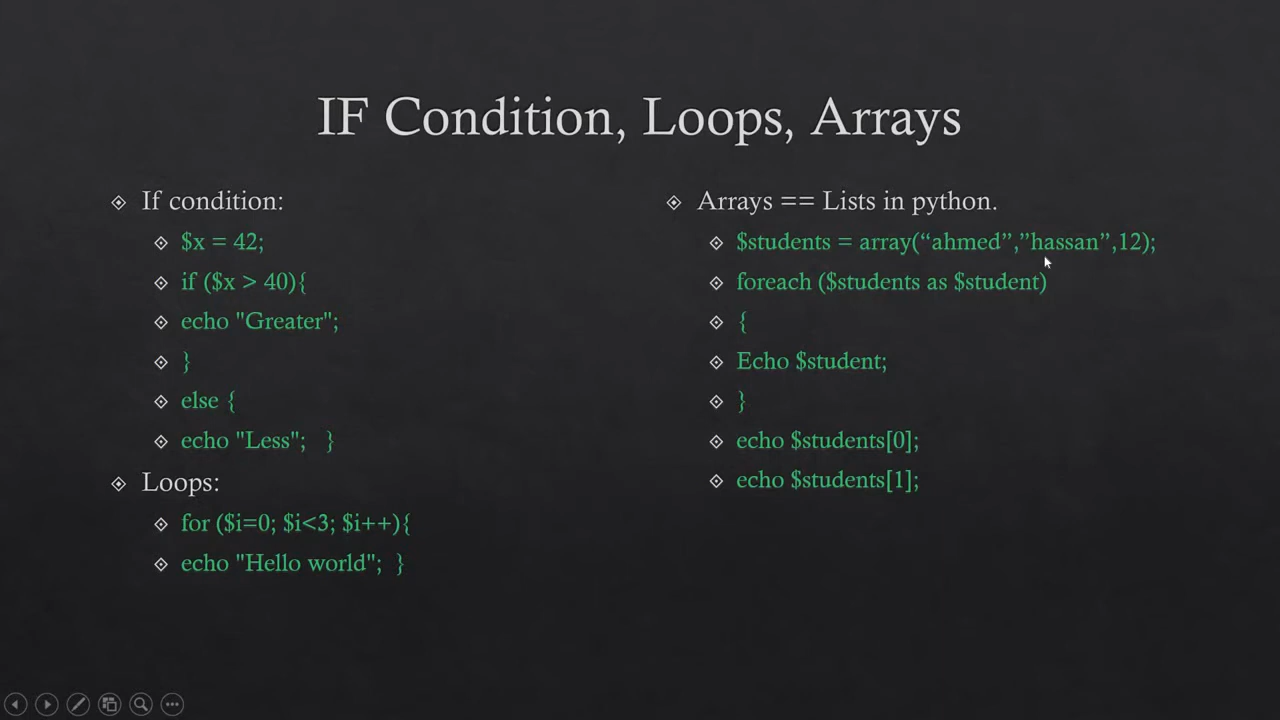 IF Condition, Loops, Arrays
If condition:
$x = 42;
if ($x > 40){
echo "Greater";
}
else {
echo "Less";   }
Loops:
for ($i=0; $i<3; $i++){
echo "Hello world";  }
Arrays == Lists in python.
$students = array(“ahmed”,”hassan”,12);
foreach ($students as $student)
{
Echo $student;
}
echo $students[0];
echo $students[1];